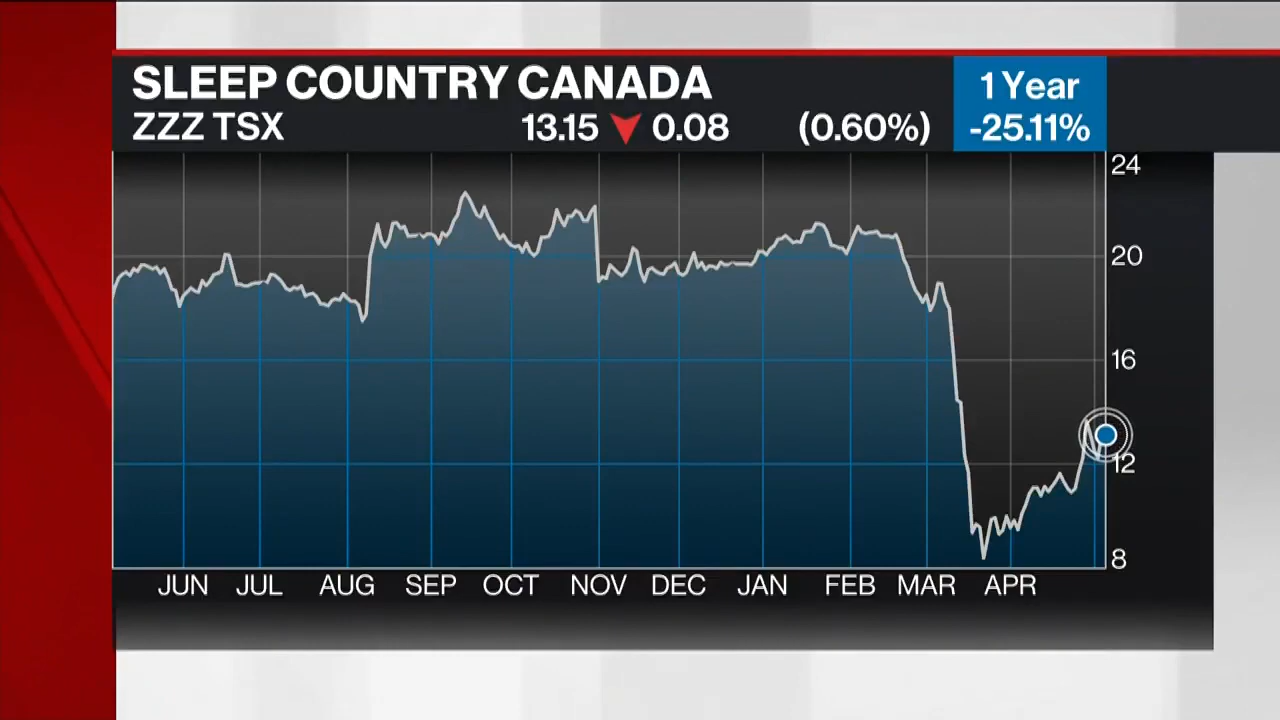 SLEEP COUNTRY CANADA
ZZZ TSX 13.15 ▼ 0.08 (0.60%)
1 Year
-25.11%
24
20
16
12
8
JUN JUL AUG SEP OCT NOV DEC JAN FEB MAR APR